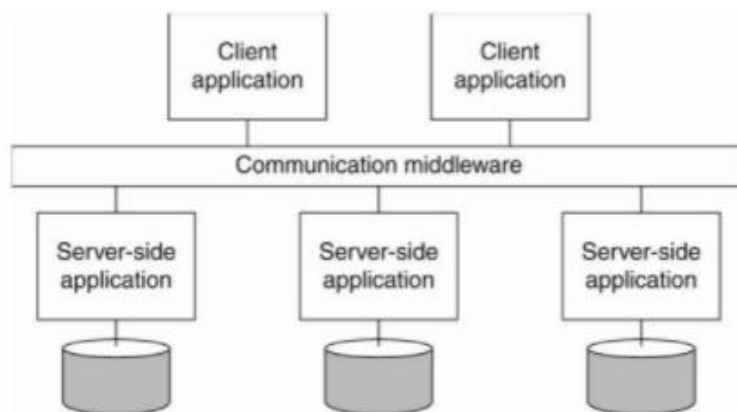 Client
application
Client
application
Communication middleware
Server-side
application
Server-side
application
Server-side
application